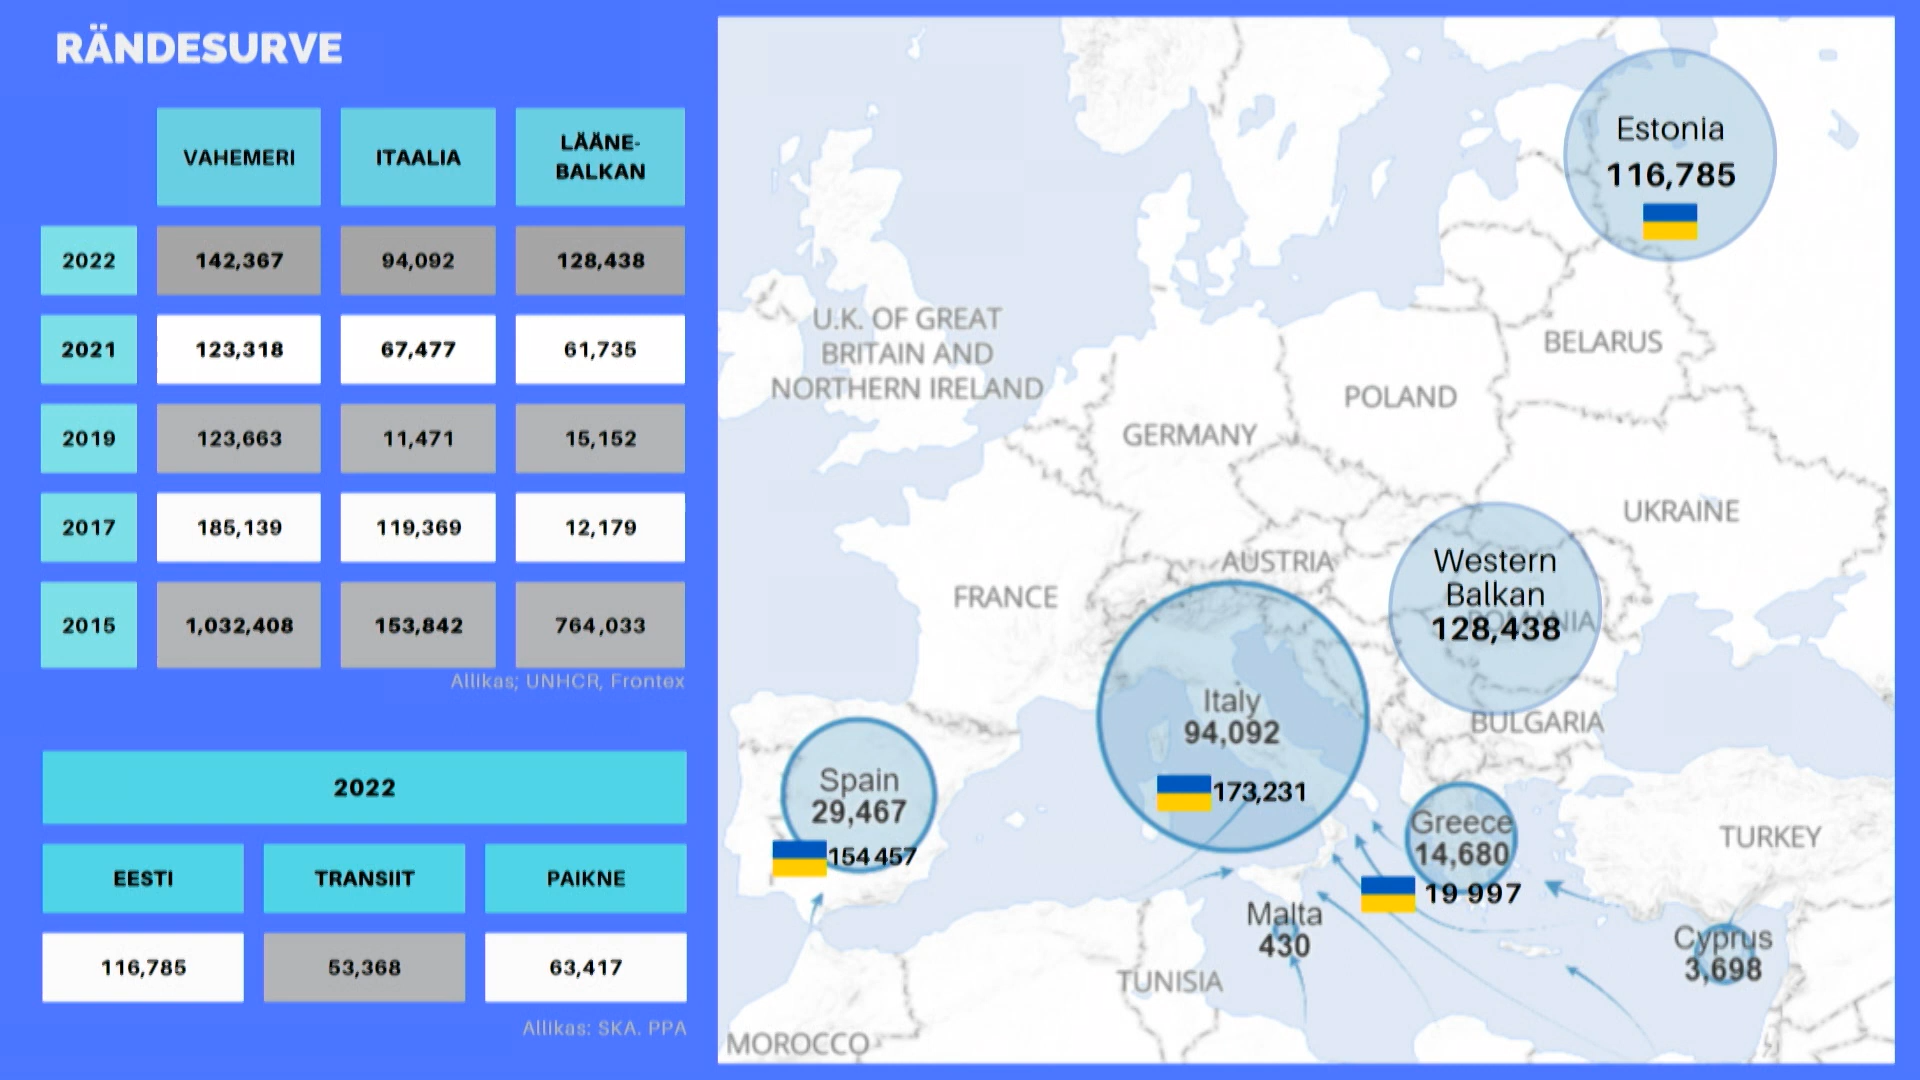 RÄNDESURVE
VAHEMERI ITAALIA LÄÄNE-
BALKAN
2022 142,367 94,092 128,438
2021 123,318 67,477 61,735
2019 123,663 11,471 15,152
2017 185,139 119,369 12,179
2015 1,032,408 153,842 764,033
Allikas; UNHCR, Frontex
2022
EESTI TRANSIIT PAIKNE
116,785 53,368 63,417
Allikas: SKA. PPA
Estonia
116,785
U.K. OF GREAT
BRITAIN AND
NORTHERN IRELAND
BELARUS
POLAND
GERMANY
UKRAINE
AUSTRIA
FRANCE
Western
Balkan
ROMANIA
128,438
BULGARIA
Italy
94,092
173,231
Spain
29,467
154 457
Greece
14,680
19 997
TURKEY
Malta
430
Cyprus
3,698
TUNISIA
MOROCCO